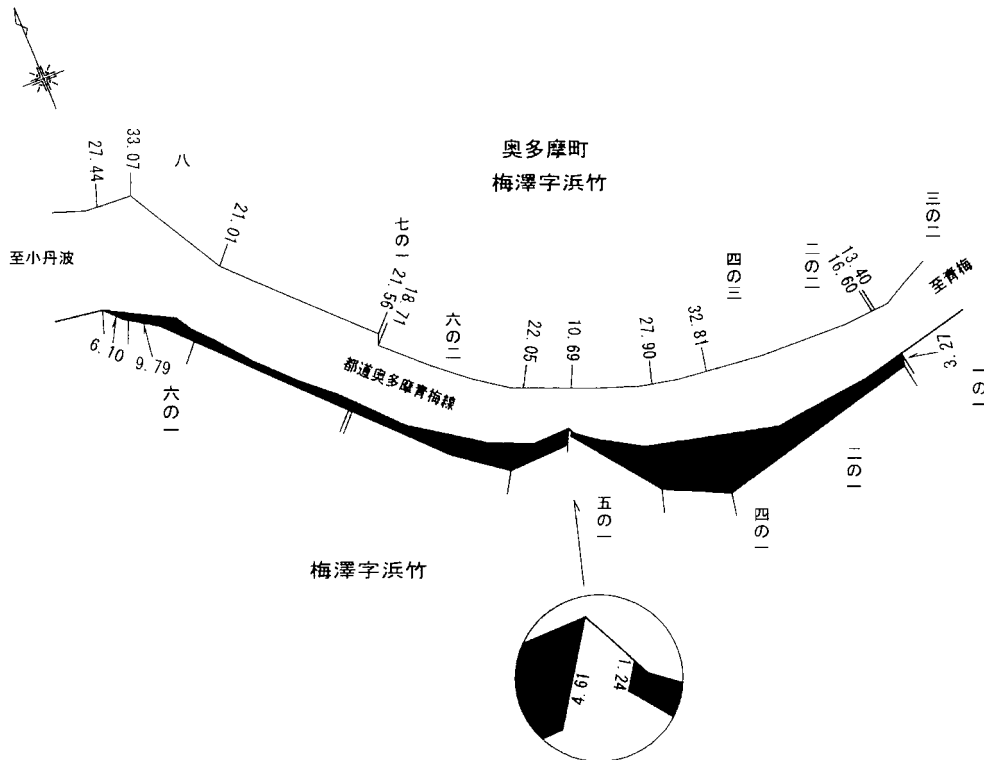 奥多摩町
梅澤字浜竹
八
33.07
27.44
21.01
至小丹波
七の1
18.71
21.56
六の二
22.05
10.69
27.90
32.81
四の三
二の二
13.40
16.60
三の二
至青梅
都道奥多摩青梅線
6.10
9.79
六の一
3.27
一の一
二の一
四の一
五の一
梅澤字浜竹
4.61
1.24